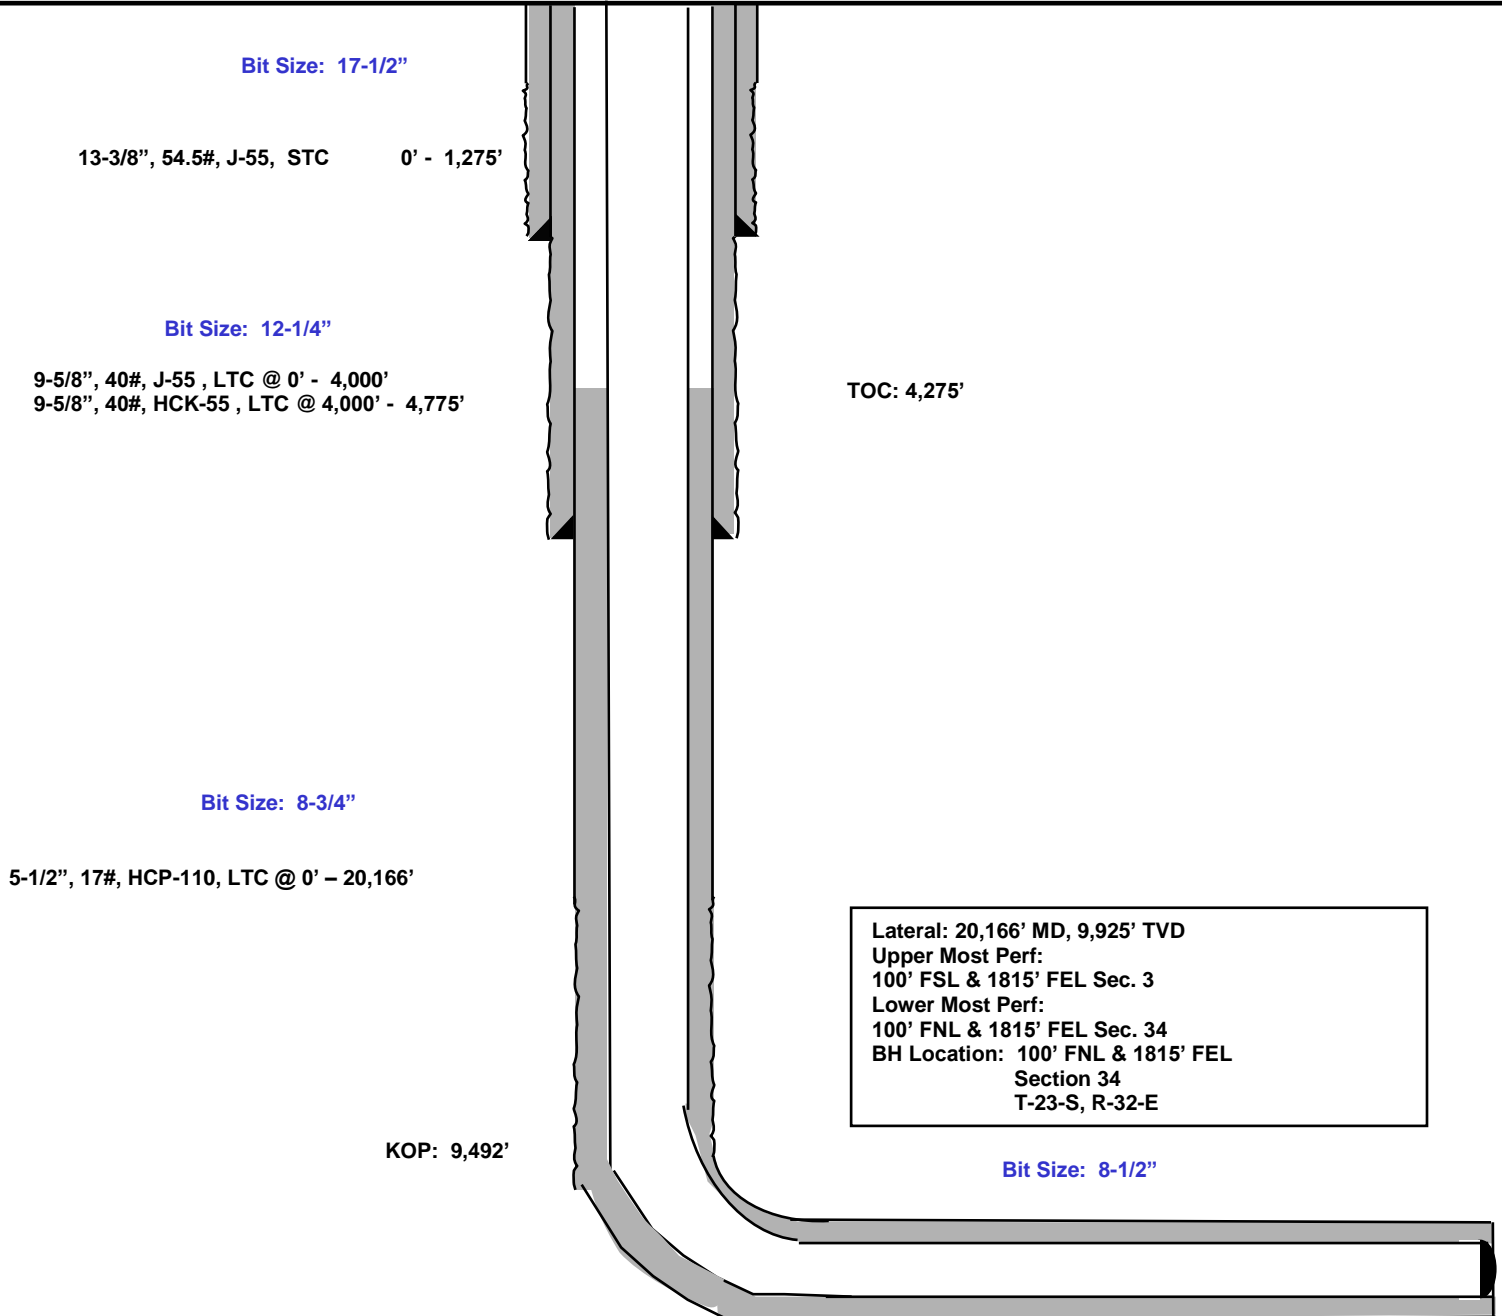 Bit Size: 17-1/2”
13-3/8”, 54.5#, J-55, STC 0’ - 1,275’
Bit Size: 12-1/4”
9-5/8”, 40#, J-55 , LTC @ 0’ - 4,000’
9-5/8”, 40#, HCK-55 , LTC @ 4,000’ - 4,775’
TOC: 4,275’
Bit Size: 8-3/4”
5-1/2”, 17#, HCP-110, LTC @ 0’ – 20,166’
Lateral: 20,166’ MD, 9,925’ TVD
Upper Most Perf:
100’ FSL & 1815’ FEL Sec. 3
Lower Most Perf:
100’ FNL & 1815’ FEL Sec. 34
BH Location: 100’ FNL & 1815’ FEL
Section 34
T-23-S, R-32-E
KOP: 9,492’
Bit Size: 8-1/2”